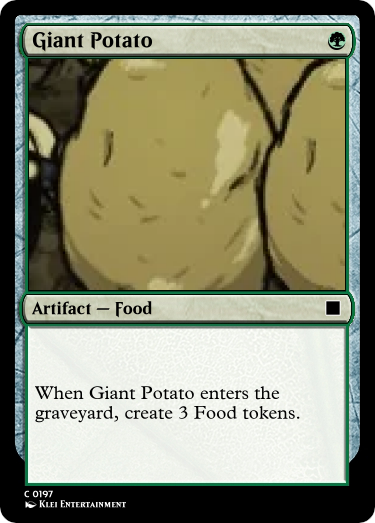 Giant Potato
Artifact — Food
When Giant Potato enters the
graveyard, create 3 Food tokens.
C 0197
Klei Entertainment